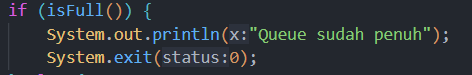 if (isFull()) {
System.out.println(x:"Queue sudah penuh");
System.exit(status:0);